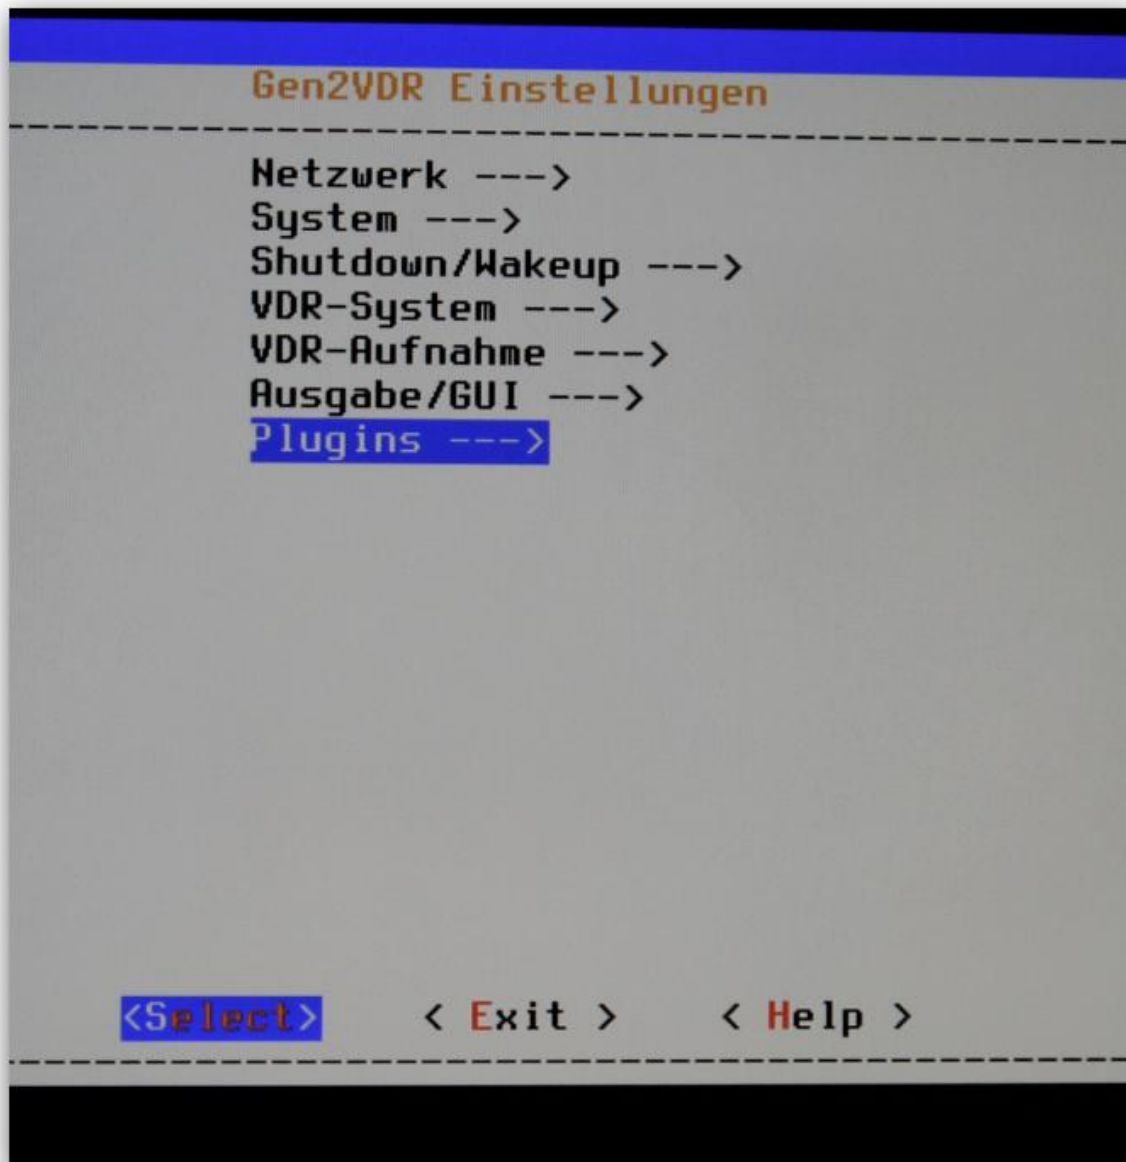 Gen2VDR Einstellungen
Netzwerk --->
System --->
Shutdown/Wakeup --->
VDR-System --->
VDR-Aufnahme --->
Ausgabe/GUI --->
Plugins --->
<Select> < Exit > < Help >